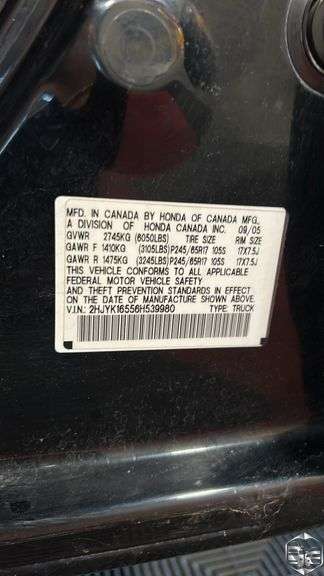 MFD. IN CANADA BY HONDA OF CANADA MFG.
A DIVISION OF HONDA CANADA INC. 09/05
GVWR 2745KG (6050LBS) TIRE SIZE RIM SIZE
GAWR F 1410KG (3105LBS) P245/65R17 105S 17X7.5J
GAWR R 1475KG (3245LBS) P245/65R17 105S 17X7.5J
THIS VEHICLE CONFORMS TO ALL APPLICABLE
FEDERAL MOTOR VEHICLE SAFETY
AND THEFT PREVENTION STANDARDS IN EFFECT
ON THE DATE OF MANUFACTURE SHOWN ABOVE.
V.I.N.: 2HJYK16556H539980 TYPE: TRUCK